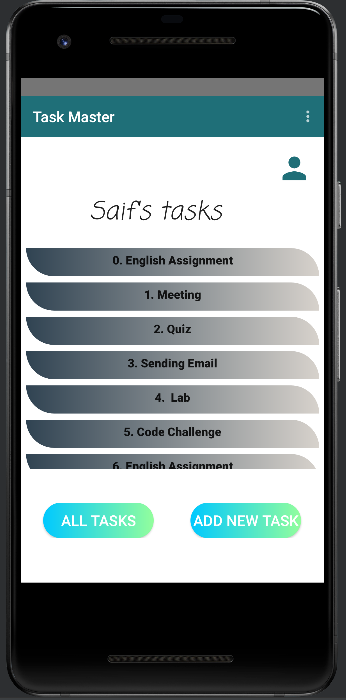 Task Master
Saif's tasks
0. English Assignment
1. Meeting
2. Quiz
3. Sending Email
4. Lab
5. Code Challenge
6. English Assignment
ALL TASKS
ADD NEW TASK